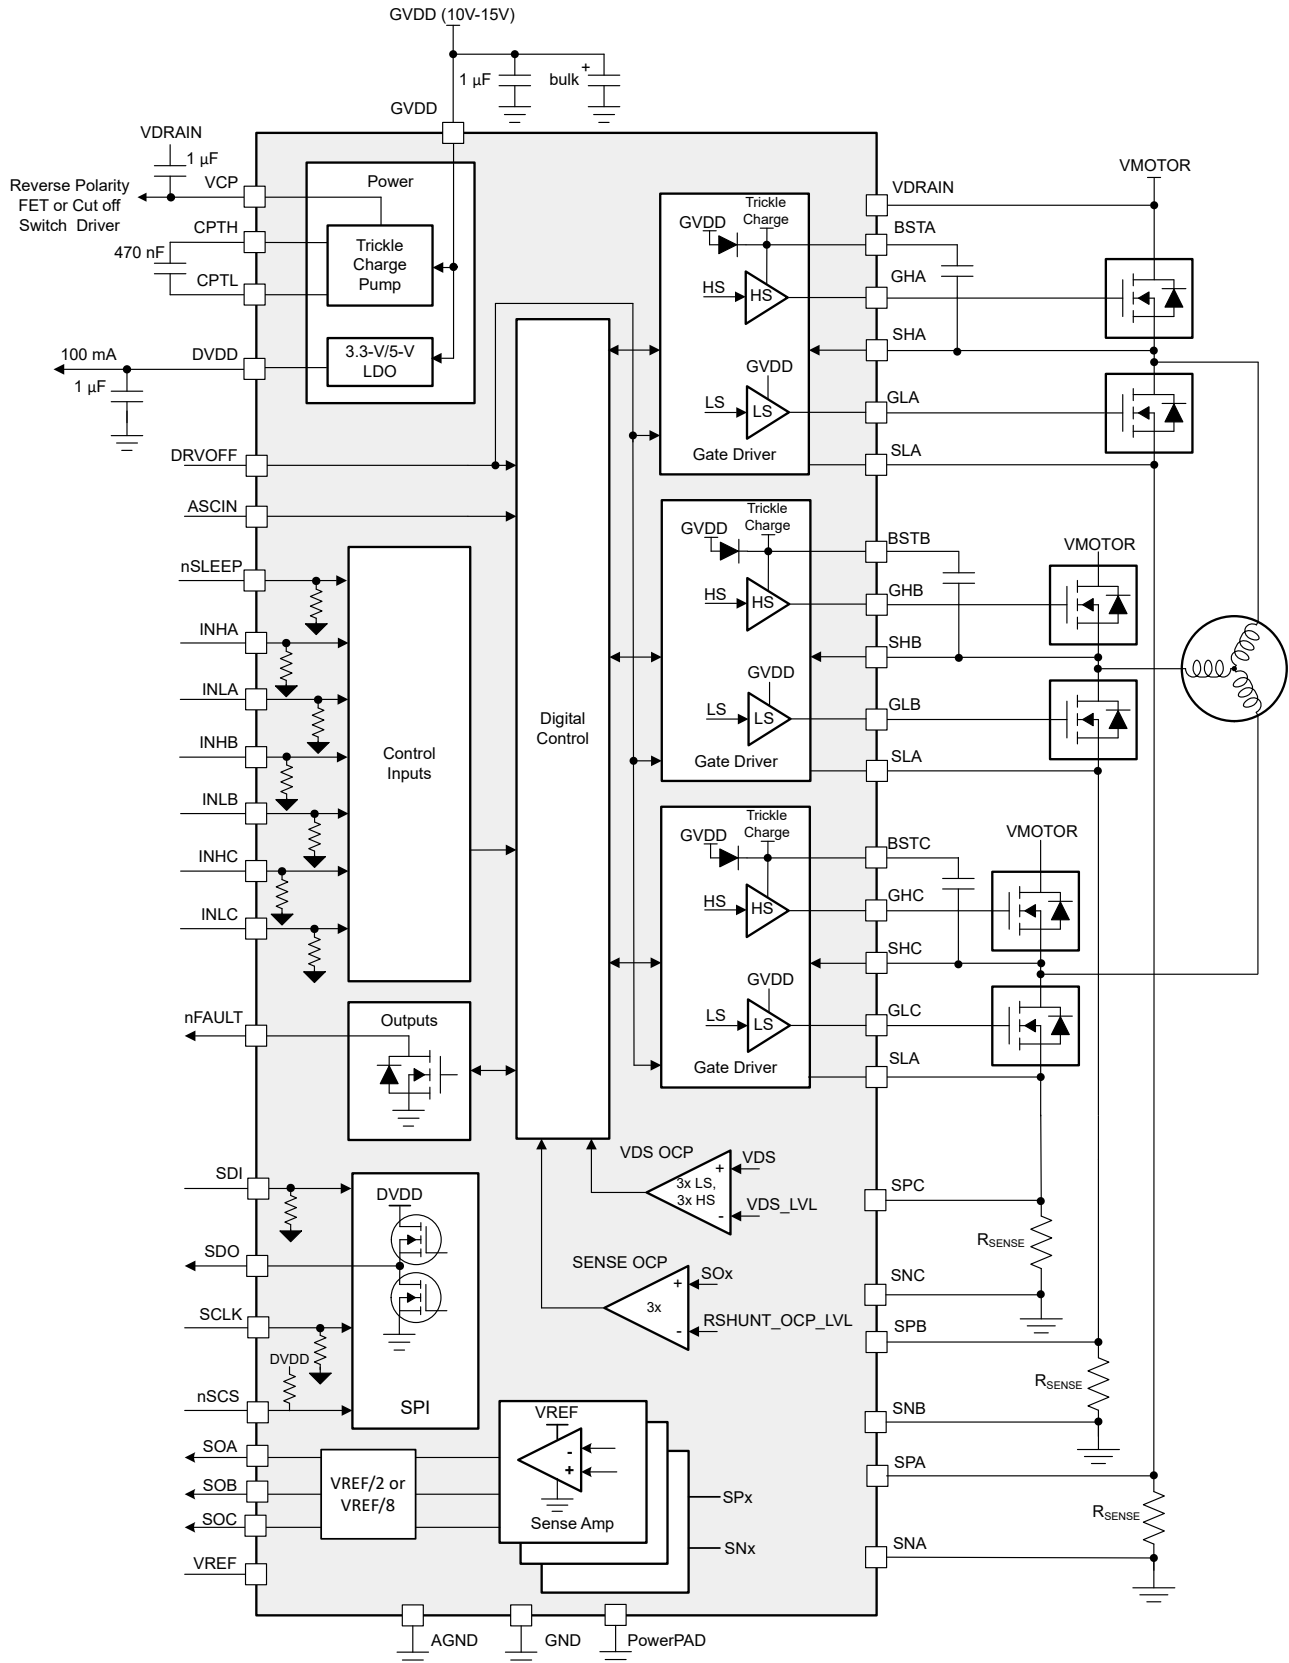 GVDD (10V-15V)
1 µF
bulk
+
GVDD
VDRAIN
1 µF
Reverse Polarity
FET or Cut off
Switch Driver
VCP
CPTH
470 nF
CPTL
100 mA
DVDD
1 µF
Power
Trickle
Charge
Pump
3.3-V/5-V
LDO
DRVOFF
ASCIN
nSLEEP
INHA
INLA
INHB
INLB
INHC
INLC
Control
Inputs
nFAULT
Outputs
Digital
Control
SDI
SDO
SCLK
DVDD
nSCS
DVDD
SPI
SOA
SOB
SOC
VREF
VREF/2 or
VREF/8
VREF
-
+
Sense Amp
SPx
SNx
VDS OCP
3x LS,
3x HS
+
-
VDS
VDS_LVL
SENSE OCP
3x
+
-
SOx
RSHUNT_OCP_LVL
GVDD
Trickle
Charge
HS
HS
GVDD
LS
LS
Gate Driver
GVDD
Trickle
Charge
HS
HS
GVDD
LS
LS
Gate Driver
GVDD
Trickle
Charge
HS
HS
GVDD
LS
LS
Gate Driver
VDRAIN
BSTA
GHA
SHA
GLA
SLA
BSTB
GHB
SHB
GLB
SLA
BSTC
GHC
SHC
GLC
SLA
SPC
SNC
SPB
SNB
SPA
SNA
VMOTOR
VMOTOR
VMOTOR
RSENSE
RSENSE
RSENSE
AGND
GND
PowerPAD